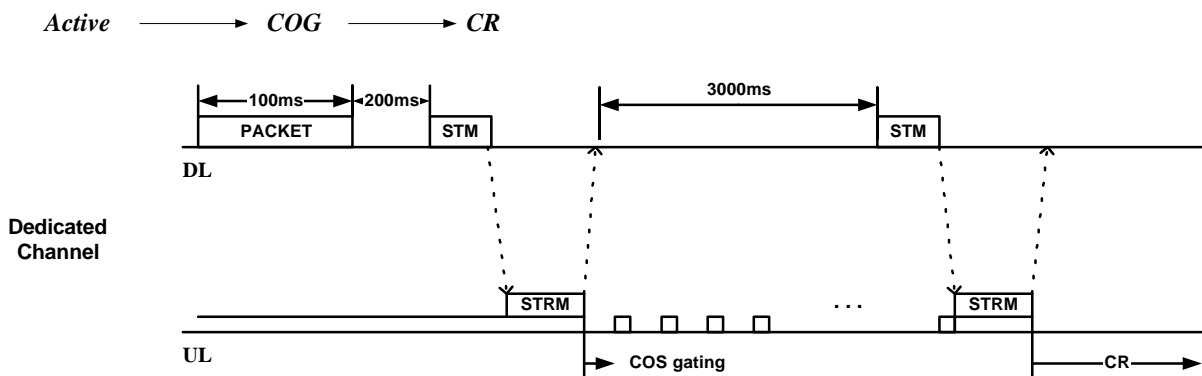 Active COG CR
100ms 200ms 3000ms
PACKET STM STM
DL
Dedicated
Channel
STRM ... STRM
UL
COS gating CR